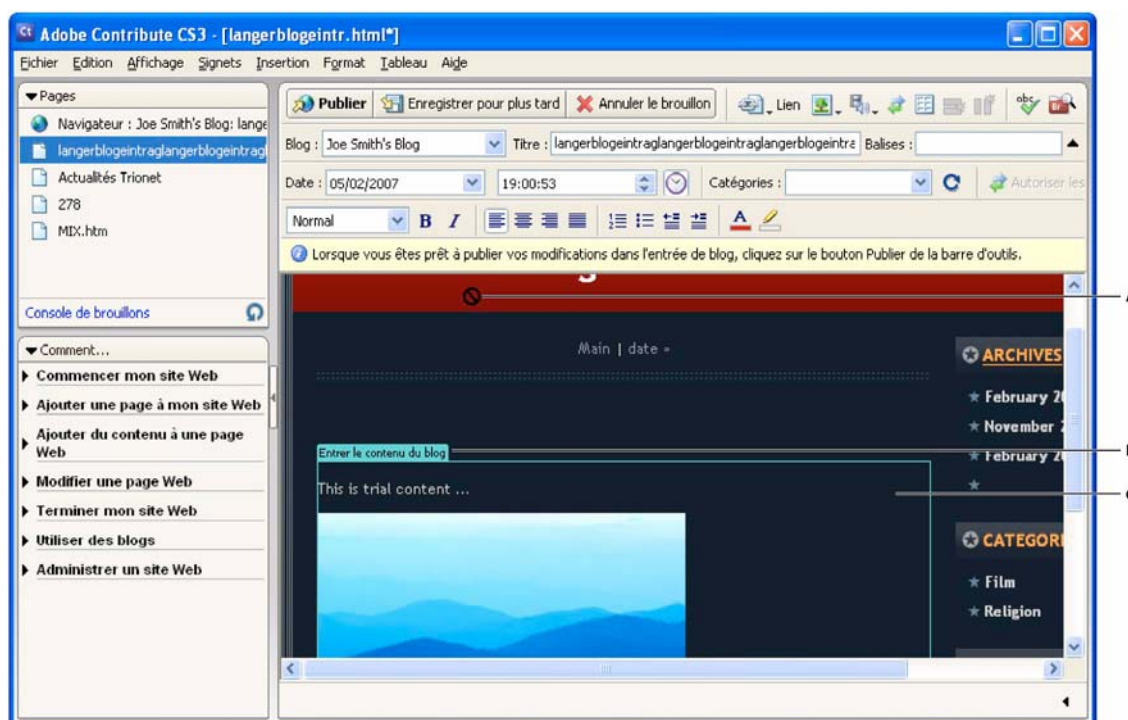 Ct Adobe Contribute CS3 - [langerblogeintr.html*]
Fichier Edition Affichage Signets Insertion Format Tableau Aide
Pages
Navigateur : Joe Smith's Blog: lange
langerblogeintraglangerblogeintragl
Actualités Trionet
278
MIX.htm
Console de brouillons
Comment...
Commencer mon site Web
Ajouter une page à mon site Web
Ajouter du contenu à une page
Web
Modifier une page Web
Terminer mon site Web
Utiliser des blogs
Administrer un site Web
Publier Enregistrer pour plus tard Annuler le brouillon Lien abc
Blog : Joe Smith's Blog Titre : langerblogeintraglangerblogeintraglangerblogeintra Balises :
Date : 05/02/2007 19:00:53 Catégories : Autoriser les
Normal B I A
Lorsque vous êtes prêt à publier vos modifications dans l'entrée de blog, cliquez sur le bouton Publier de la barre d'outils.
Main | date »
Entrer le contenu du blog
This is trial content ...
ARCHIVES
February 20
November 2
February 20
CATEGORI
Film
Religion